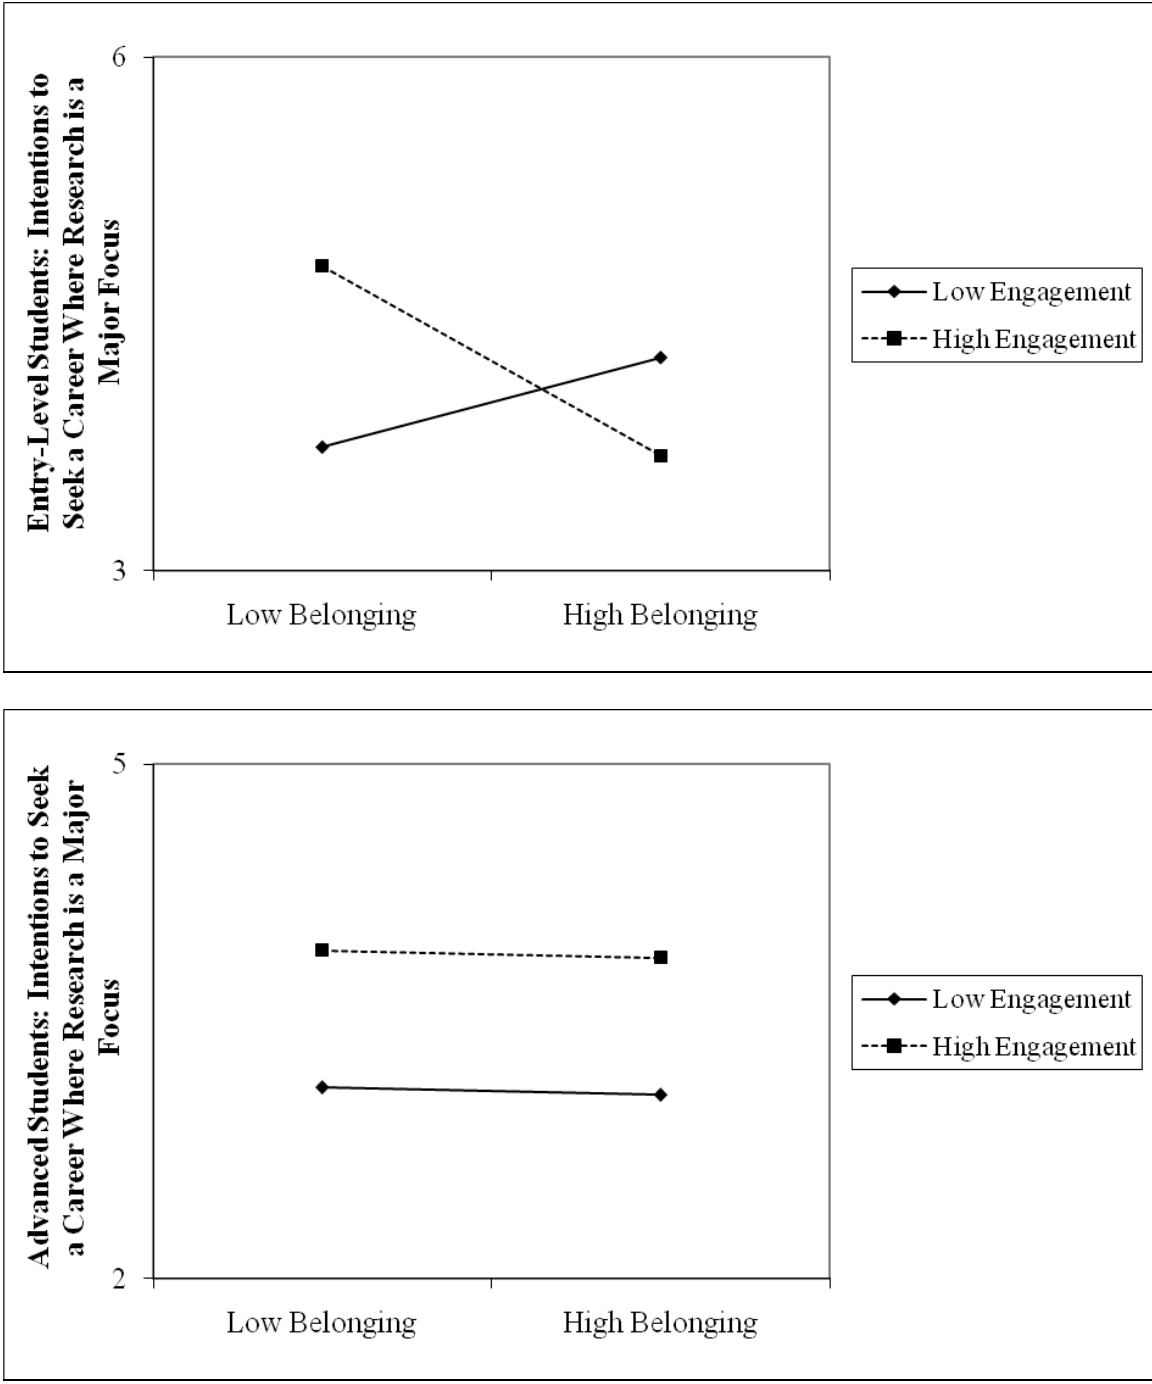 6
Entry-Level Students: Intentions to
Seek a Career Where Research is a
Major Focus
Low Engagement
High Engagement
3
Low Belonging High Belonging
5
Advanced Students: Intentions to Seek
a Career Where Research is a Major
Focus
Low Engagement
High Engagement
2
Low Belonging High Belonging